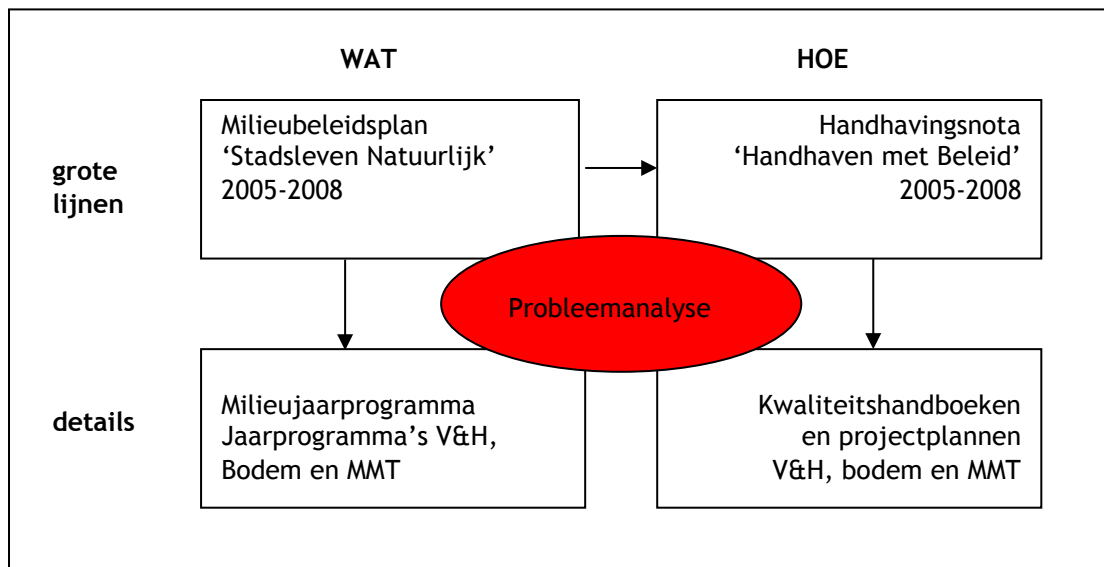 WAT
HOE
grote
lijnen
Milieubeleidsplan
‘Stadsleven Natuurlijk’
2005-2008
Handhavingsnota
‘Handhaven met Beleid’
2005-2008
Probleemanalyse
details
Milieujaarprogramma
Jaarprogramma’s V&H,
Bodem en MMT
Kwaliteitshandboeken
en projectplannen
V&H, bodem en MMT